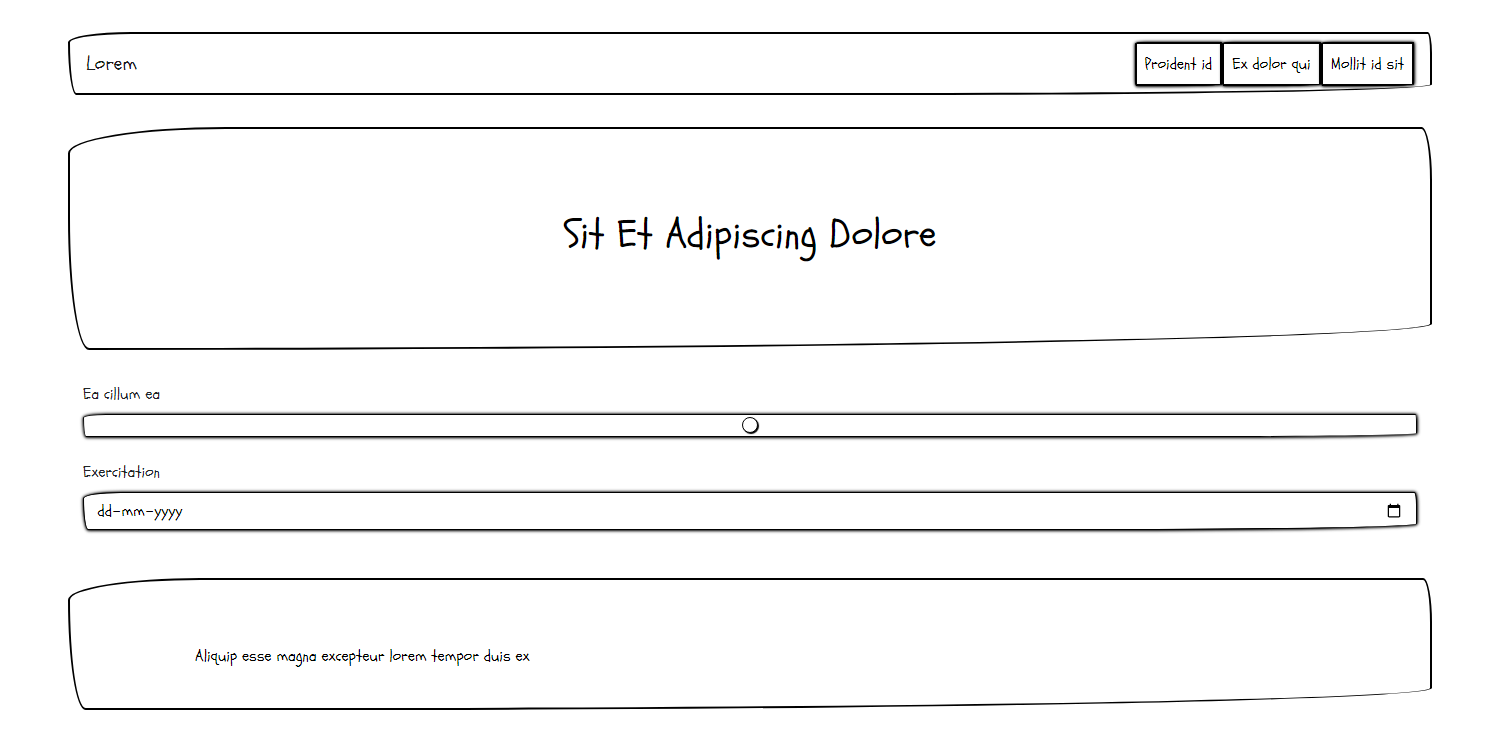 Lorem
Proident id
Ex dolor qui
Mollit id sit
Sit Et Adipiscing Dolore
Ea cillum ea
Exercitation
dd-mm-yyyy
Aliquip esse magna excepteur lorem tempor duis ex